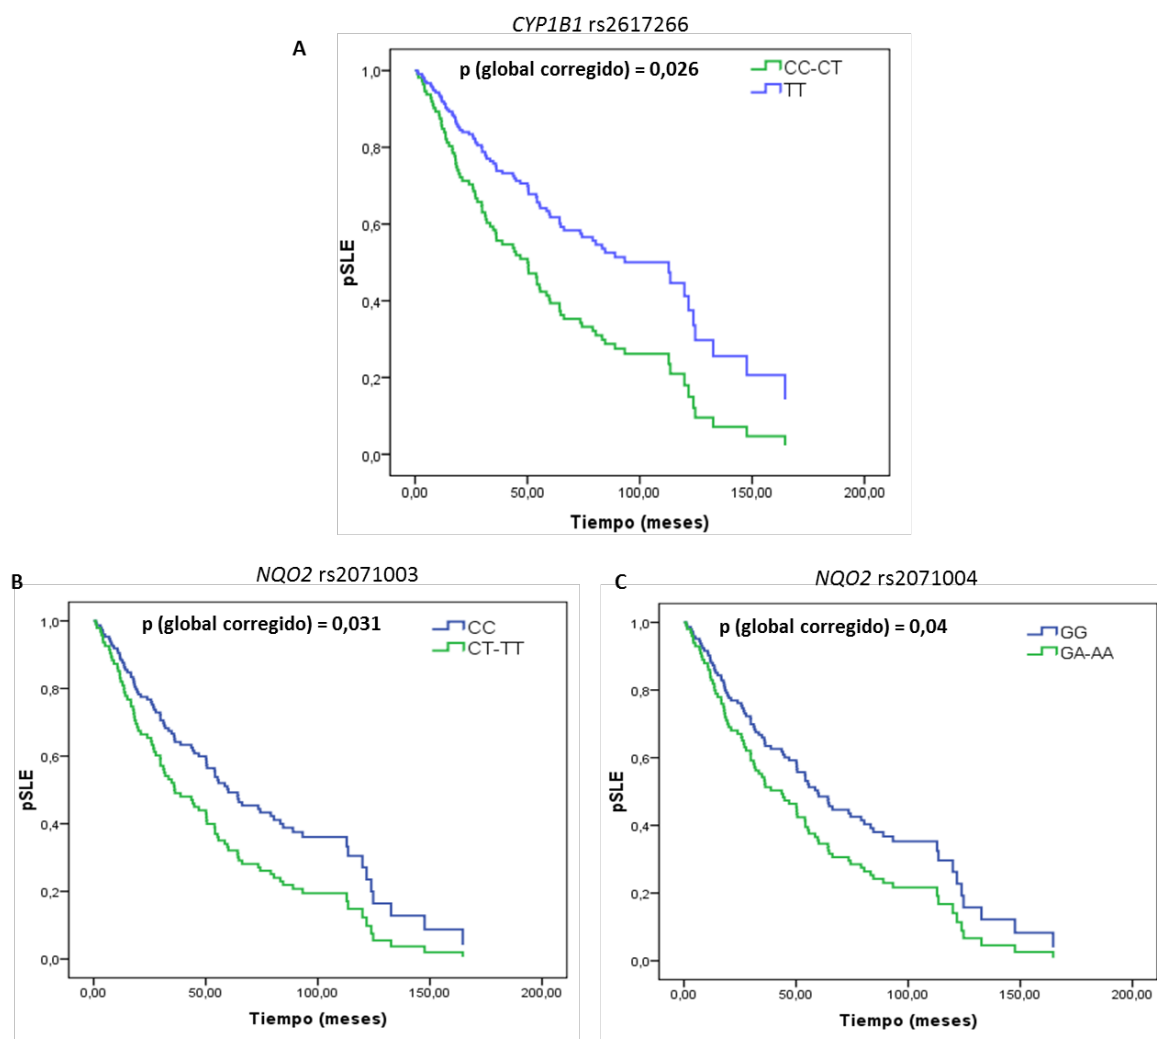 CYP1B1 rs2617266
A
p (global corregido) = 0,026
CC-CT
TT
1,0
0,8
0,6
0,4
0,2
0,0
pSLE
0,00 50,00 100,00 150,00 200,00
Tiempo (meses)
B
NQO2 rs2071003
p (global corregido) = 0,031
CC
CT-TT
1,0
0,8
0,6
0,4
0,2
0,0
pSLE
0,00 50,00 100,00 150,00 200,00
Tiempo (meses)
C
NQO2 rs2071004
p (global corregido) = 0,04
GG
GA-AA
1,0
0,8
0,6
0,4
0,2
0,0
pSLE
0,00 50,00 100,00 150,00 200,00
Tiempo (meses)